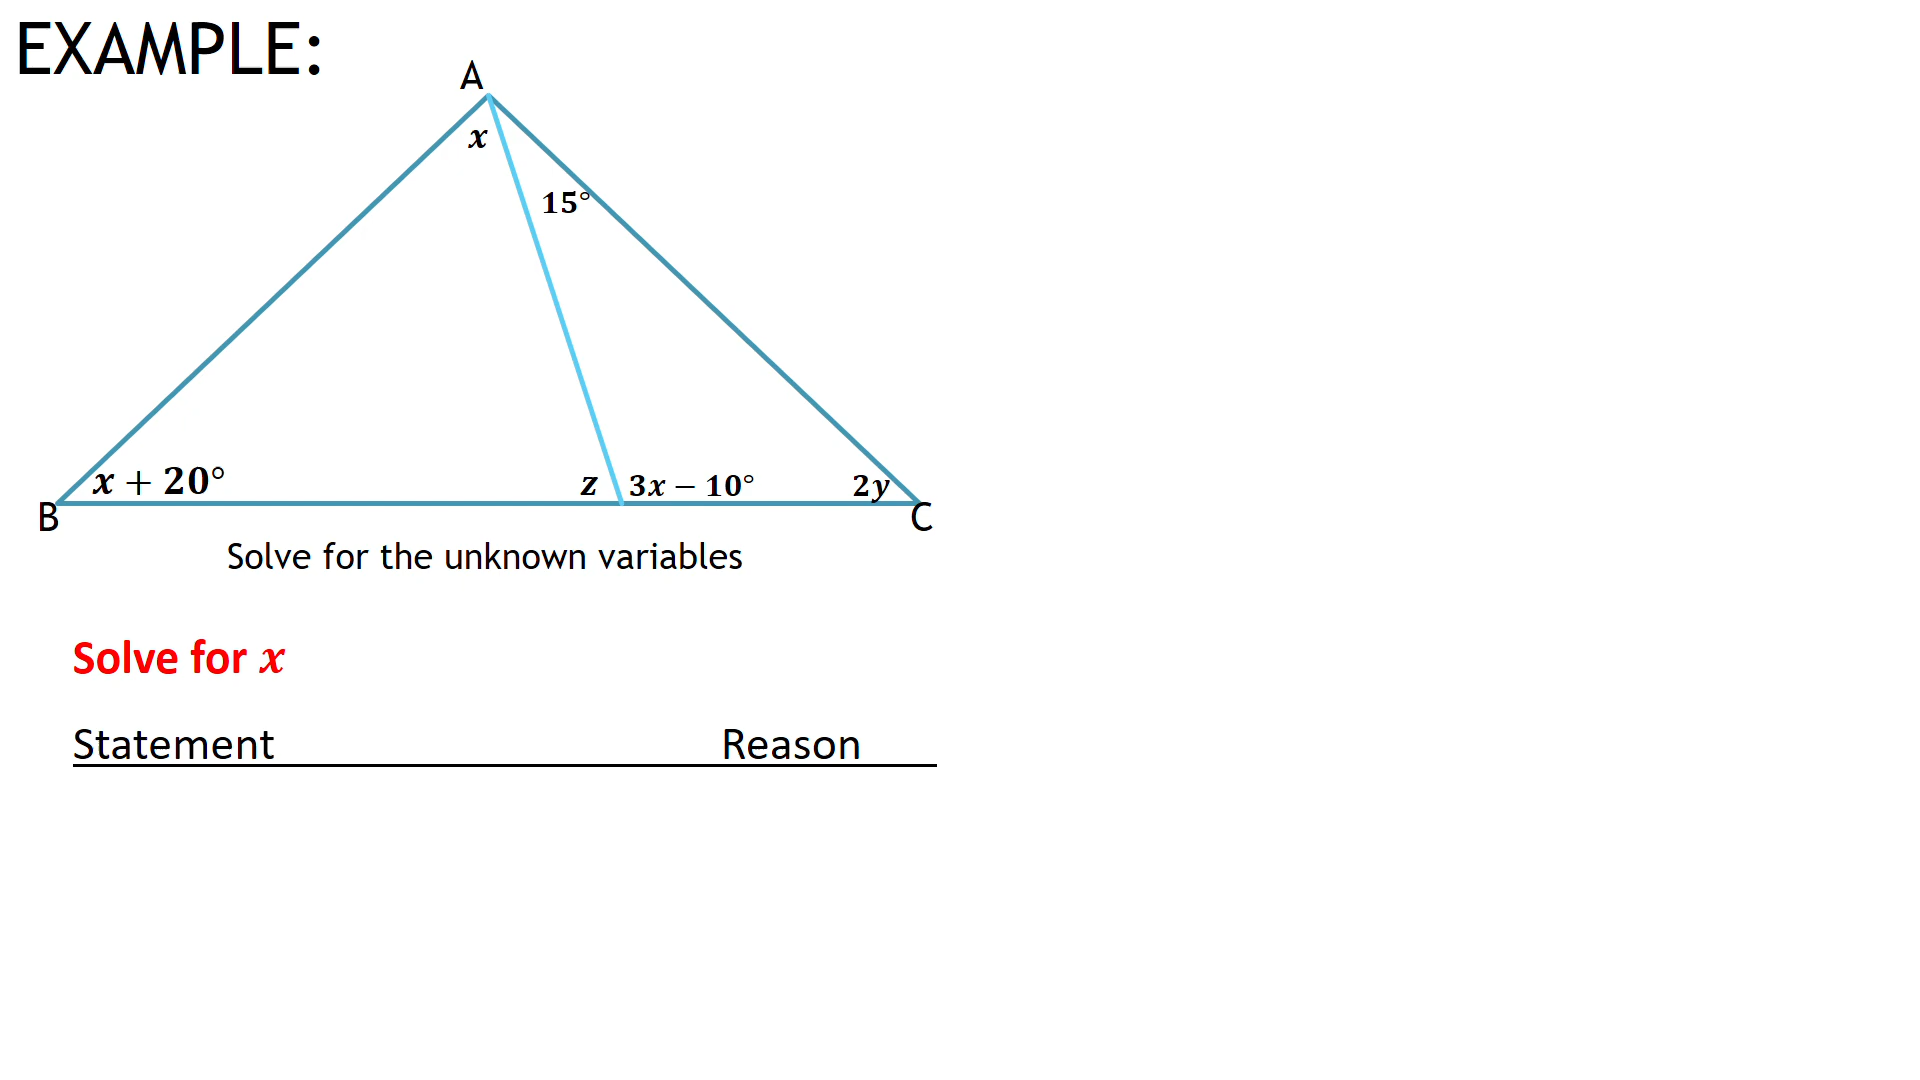 EXAMPLE:
A
x
15°
x + 20°
z
3x − 10°
2y
B
C
Solve for the unknown variables
Solve for x
Statement Reason